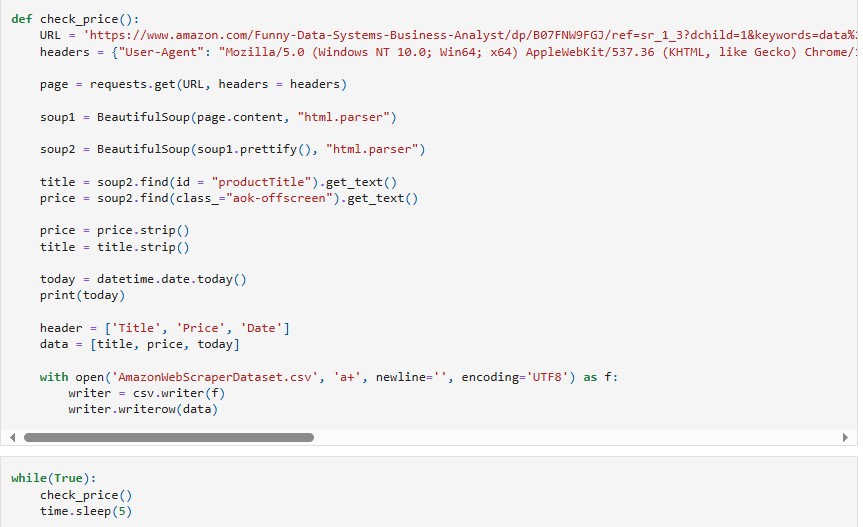 def check_price():
    URL = 'https://www.amazon.com/Funny-Data-Systems-Business-Analyst/dp/B07FNW9FGJ/ref=sr_1_3?dchild=1&keywords=data%
    headers = {"User-Agent": "Mozilla/5.0 (Windows NT 10.0; Win64; x64) AppleWebKit/537.36 (KHTML, like Gecko) Chrome/
    page = requests.get(URL, headers = headers)
    soup1 = BeautifulSoup(page.content, "html.parser")
    soup2 = BeautifulSoup(soup1.prettify(), "html.parser")
    title = soup2.find(id = "productTitle").get_text()
    price = soup2.find(class_="aok-offscreen").get_text()
    price = price.strip()
    title = title.strip()
    today = datetime.date.today()
    print(today)
    header = ['Title', 'Price', 'Date']
    data = [title, price, today]
    with open('AmazonWebScraperDataset.csv', 'a+', newline='', encoding='UTF8') as f:
        writer = csv.writer(f)
        writer.writerow(data)
while(True):
    check_price()
    time.sleep(5)